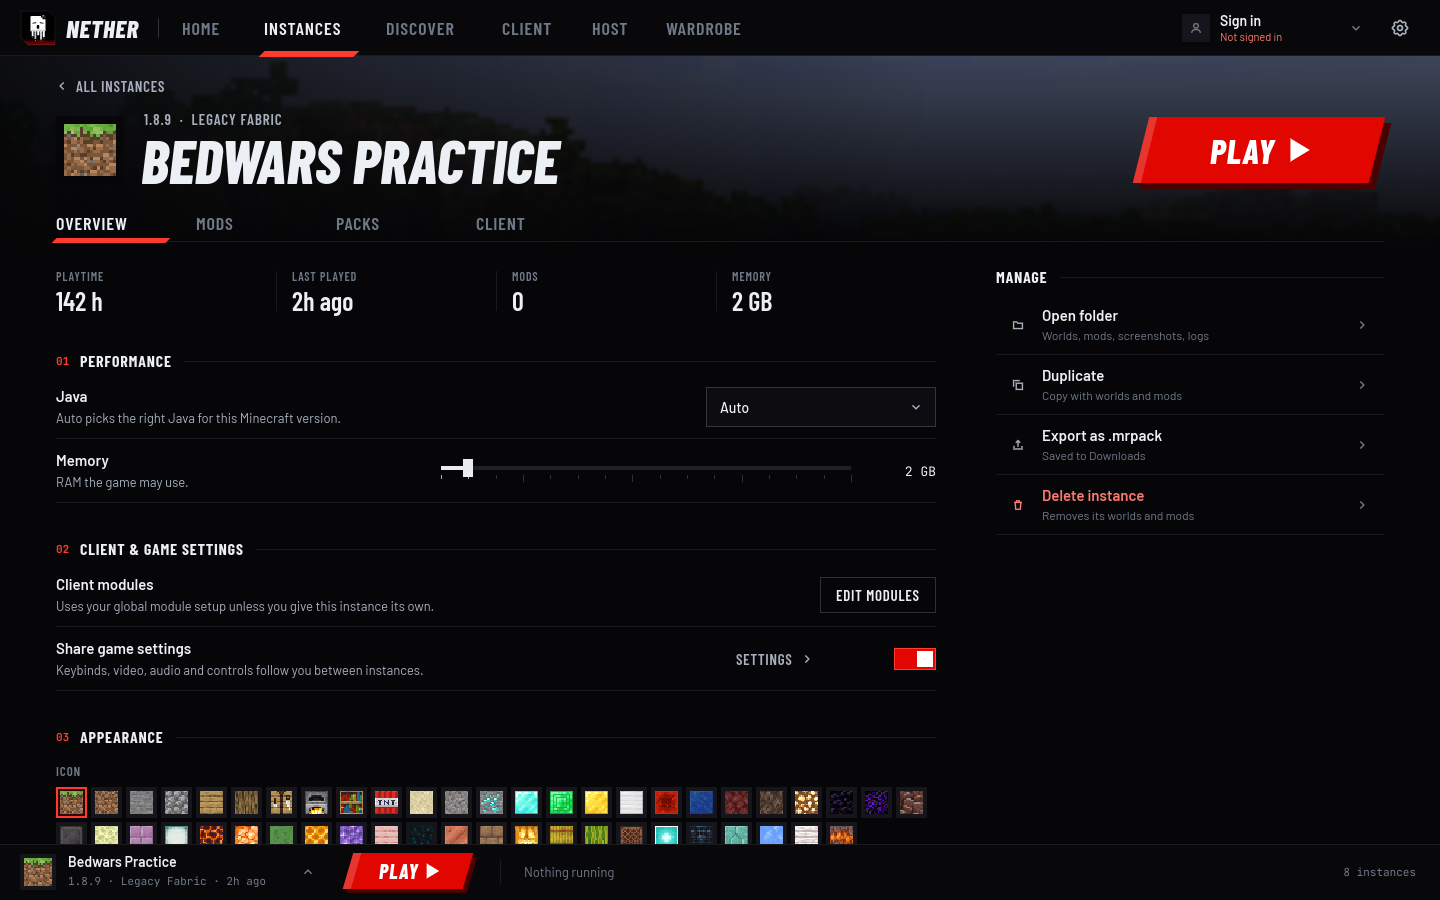 NETHER
HOME
INSTANCES
DISCOVER
CLIENT
HOST
WARDROBE
Sign in
Not signed in
ALL INSTANCES
1.8.9 · LEGACY FABRIC
BEDWARS PRACTICE
PLAY
OVERVIEW
MODS
PACKS
CLIENT
PLAYTIME
142 h
LAST PLAYED
2h ago
MODS
0
MEMORY
2 GB
MANAGE
Open folder
Worlds, mods, screenshots, logs
Duplicate
Copy with worlds and mods
Export as .mrpack
Saved to Downloads
Delete instance
Removes its worlds and mods
01 PERFORMANCE
Java
Auto picks the right Java for this Minecraft version.
Auto
Memory
RAM the game may use.
2 GB
02 CLIENT & GAME SETTINGS
Client modules
Uses your global module setup unless you give this instance its own.
EDIT MODULES
Share game settings
Keybinds, video, audio and controls follow you between instances.
SETTINGS
03 APPEARANCE
ICON
TNT
Bedwars Practice
1.8.9 · Legacy Fabric · 2h ago
PLAY
Nothing running
8 instances